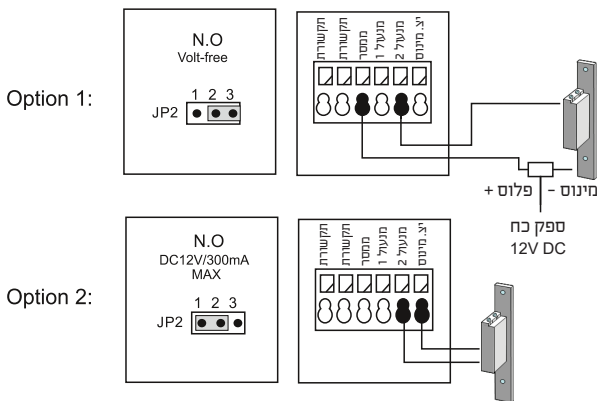 N.O
Volt-free
1 2 3
JP2
Option 1:
תקשורת
תקשורת
ממסר
מנעול 1
מנעול 2
יצ. מינוס
פלוס +
מינוס -
ספק כח
12V DC
N.O
DC12V/300mA
MAX
1 2 3
JP2
Option 2:
תקשורת
תקשורת
ממסר
מנעול 1
מנעול 2
יצ. מינוס